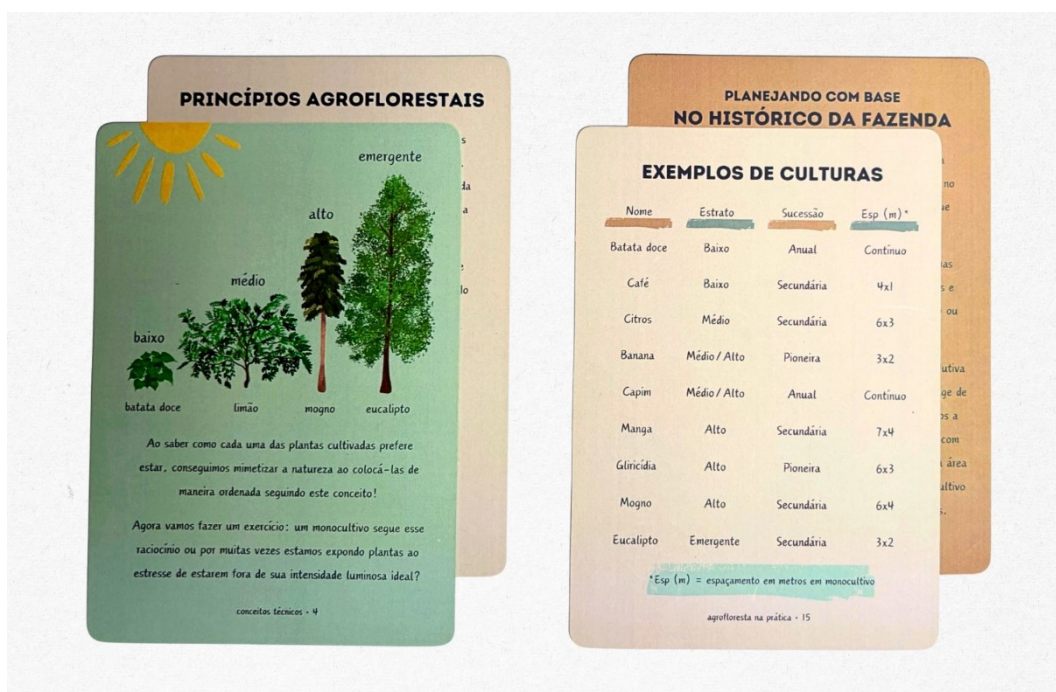 PRINCÍPIOS AGROFLORESTAIS
emergente
alto
médio
baixo
batata doce limão mogno eucalipto
Ao saber como cada uma das plantas cultivadas prefere
estar, conseguimos mimetizar a natureza ao colocá-las de
maneira ordenada seguindo este conceito!
Agora vamos fazer um exercício: um monocultivo segue esse
raciocínio ou por muitas vezes estamos expondo plantas ao
estresse de estarem fora de sua intensidade luminosa ideal?
conceitos técnicos - 4
PLANEJANDO COM BASE
NO HISTÓRICO DA FAZENDA
EXEMPLOS DE CULTURAS
Nome Estrato Sucessão Esp (m)*
Batata doce Baixo Anual Contínuo
Café Baixo Secundária 4x1
Citros Médio Secundária 6x3
Banana Médio / Alto Pioneira 3x2
Capim Médio / Alto Anual Contínuo
Manga Alto Secundária 7x4
Gliricídia Alto Pioneira 6x3
Mogno Alto Secundária 6x4
Eucalipto Emergente Secundária 3x2
*Esp (m) = espaçamento em metros em monocultivo
agrofloresta na prática - 15